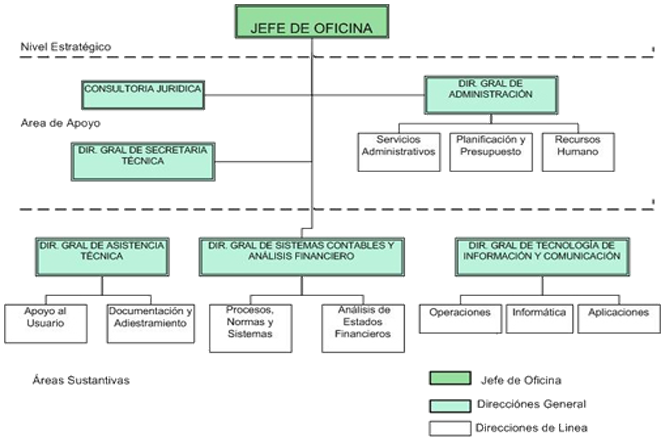 JEFE DE OFICINA
Nivel Estratégico
CONSULTORIA JURIDICA
DIR. GRAL DE
ADMINISTRACIÓN
Area de Apoyo
Servicios
Administrativos
Planificación y
Presupuesto
Recursos
Humano
DIR. GRAL DE SECRETARIA
TÉCNICA
DIR. GRAL DE ASISTENCIA
TÉCNICA
DIR. GRAL DE SISTEMAS CONTABLES Y
ANÁLISIS FINANCIERO
DIR. GRAL DE TECNOLOGÍA DE
INFORMACIÓN Y COMUNICACIÓN
Apoyo al
Usuario
Documentación y
Adiestramiento
Procesos,
Normas y
Sistemas
Análisis de
Estados
Financieros
Operaciones
Informática
Aplicaciones
Áreas Sustantivas
Jefe de Oficina
Direcciónes General
Direcciones de Linea